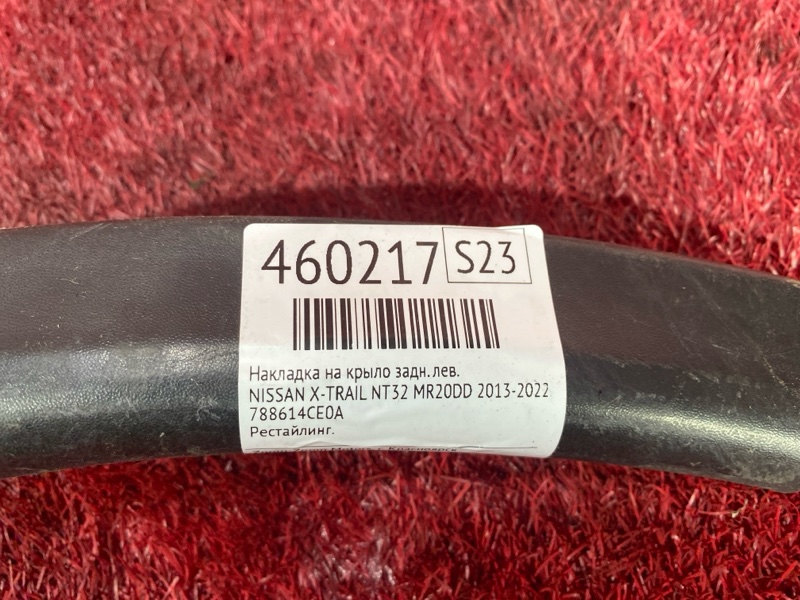 460217 S23
Накладка на крыло задн. лев.
NISSAN X-TRAIL NT32 MR20DD 2013-2022
788614CE0A
Рестайлинг.